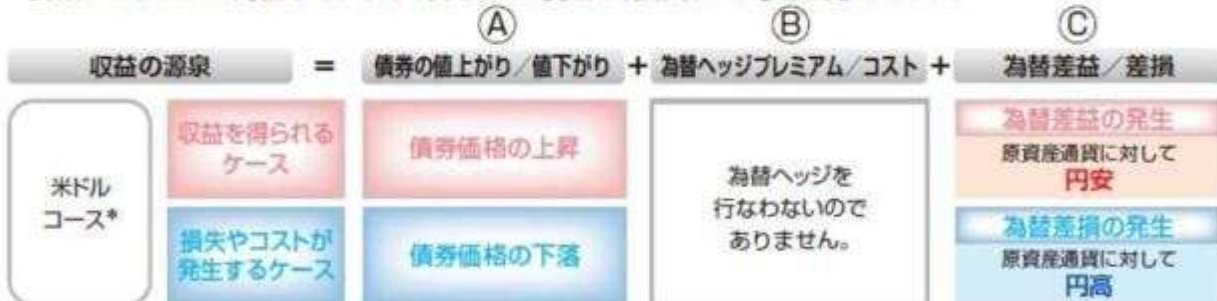 Ⓐ Ⓑ Ⓒ
収益の源泉 = 債券の値上がり/値下がり + 為替ヘッジプレミアム/コスト + 為替差益/差損
米ドル
コース*
収益を得られる
ケース
債券価格の上昇
為替ヘッジを
行なわないので
ありません。
為替差益の発生
原資産通貨に対して
円安
損失やコストが
発生するケース
債券価格の下落
為替差損の発生
原資産通貨に対して
円高